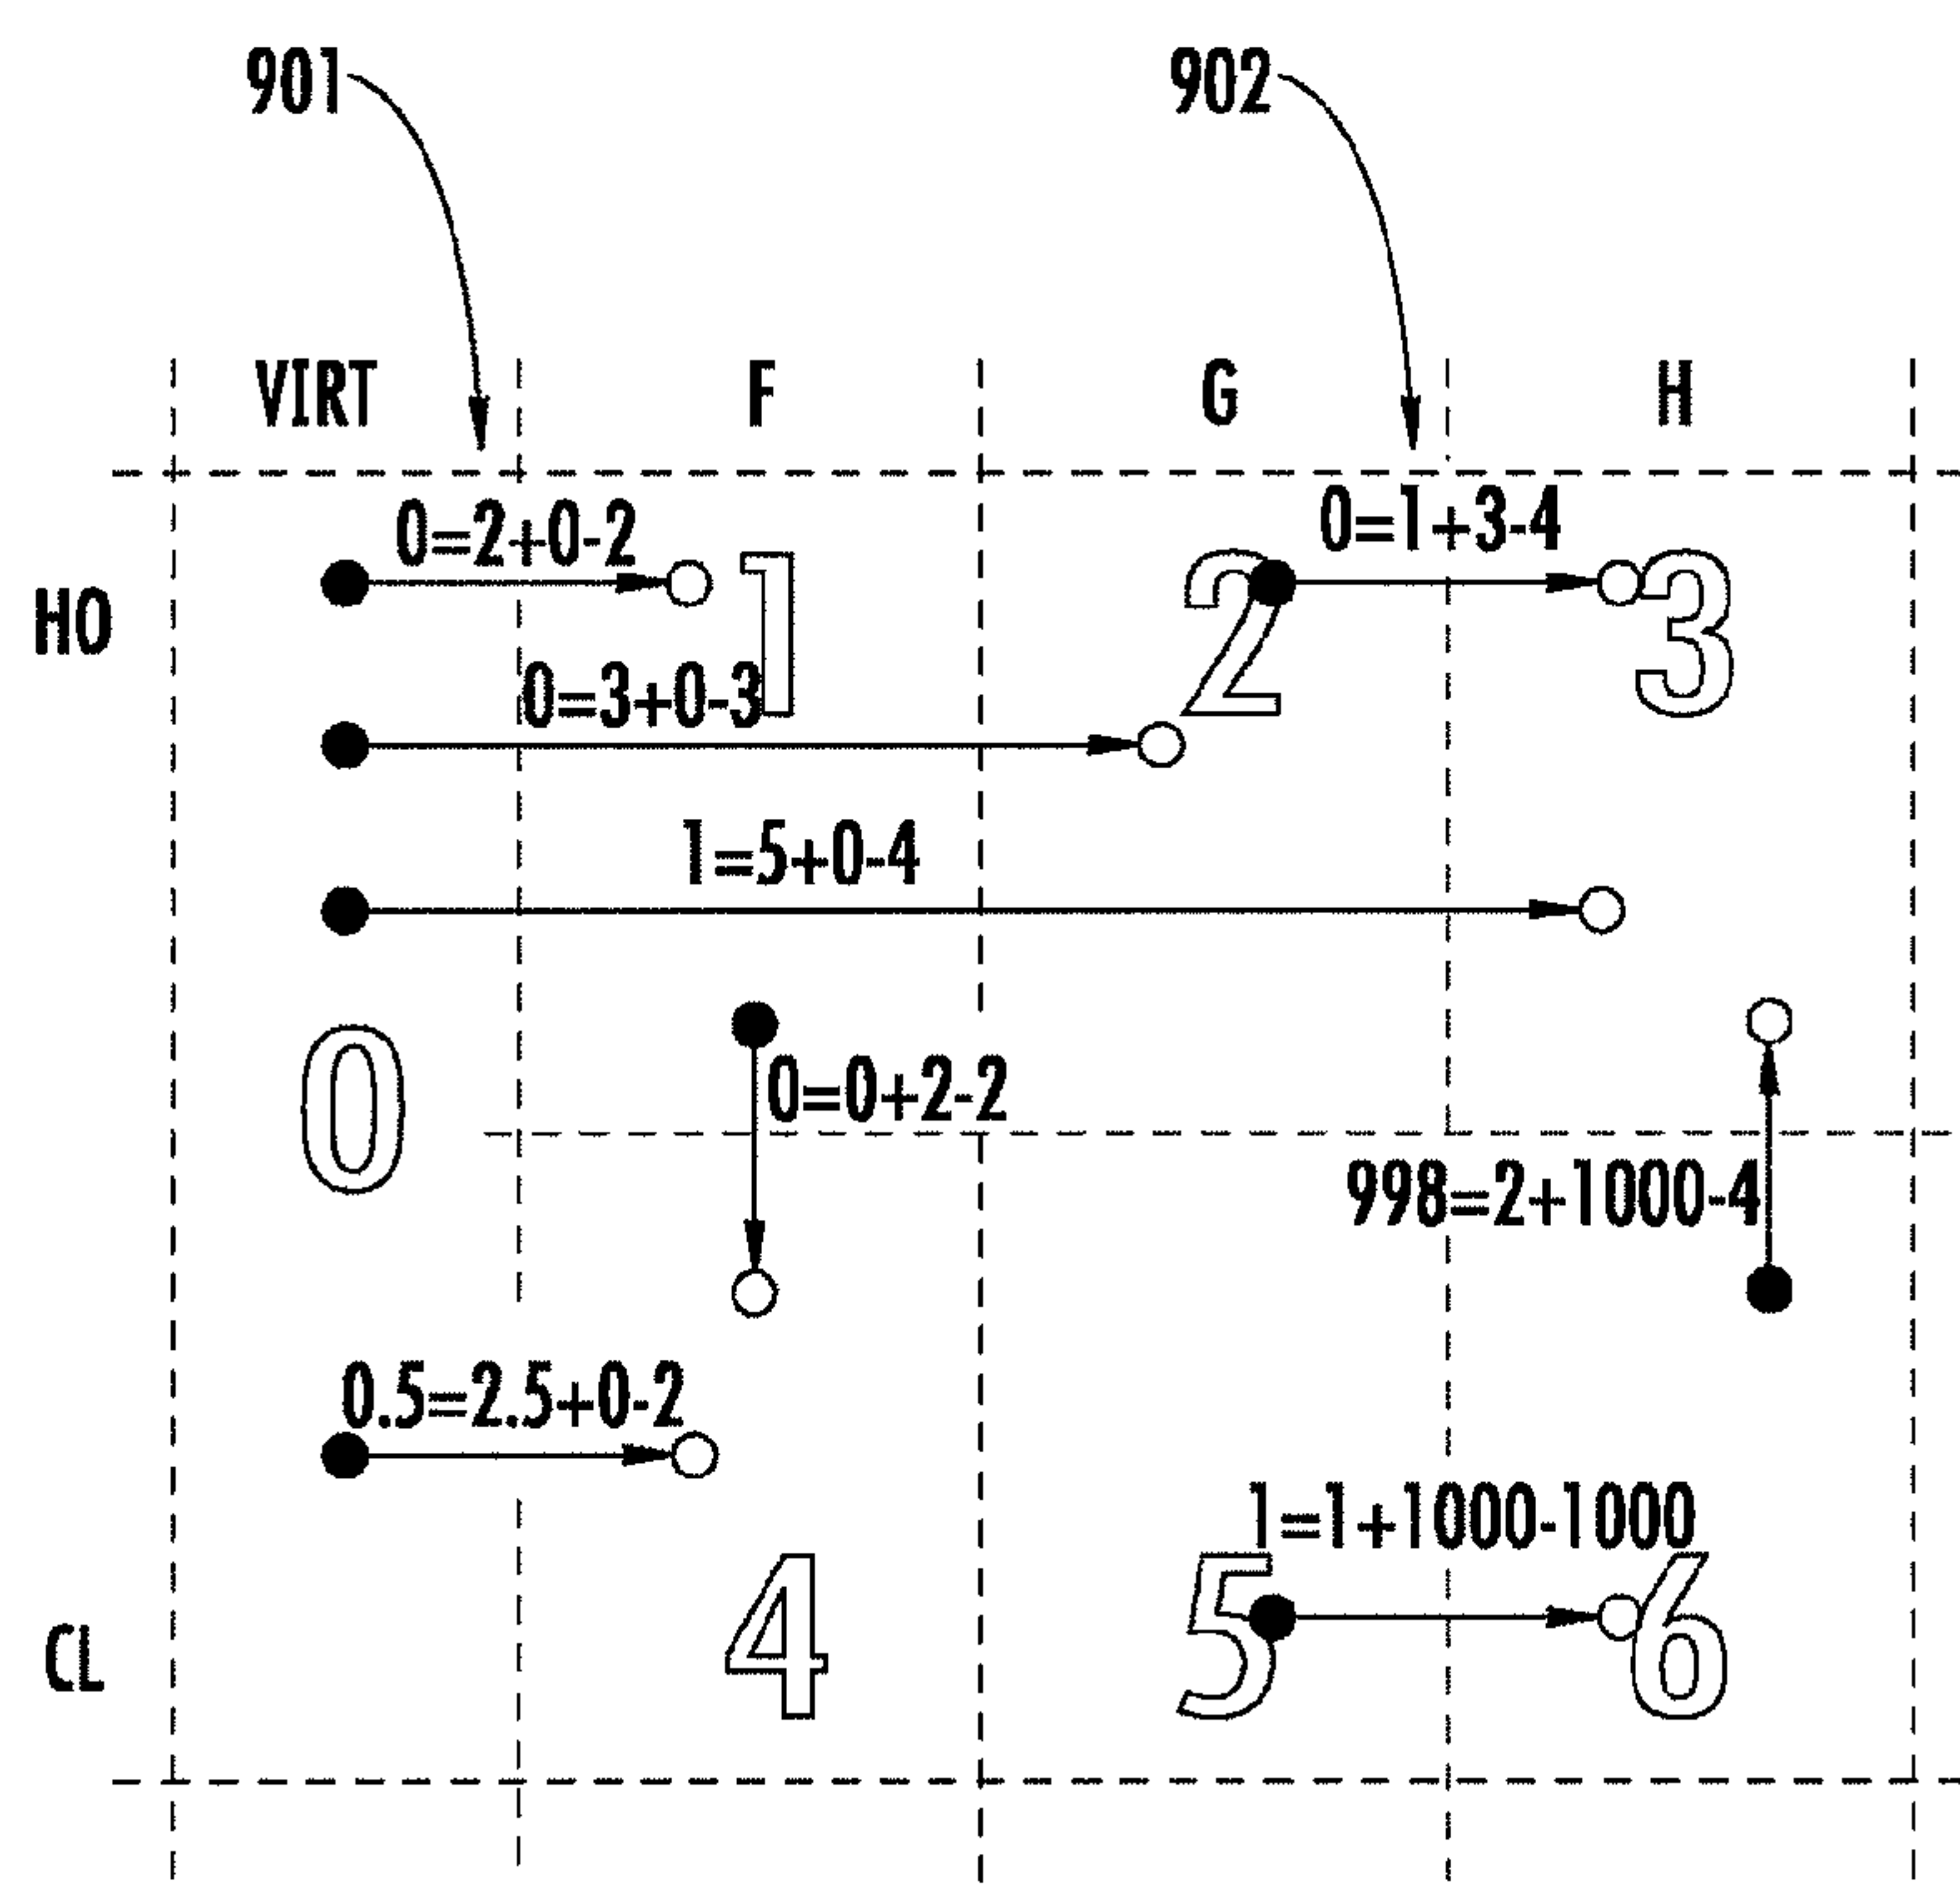 901 902
VIRT F G H
0=2+0-2 0=1+3-4
HO 1 2 3
0=3+0-3
1=5+0-4
0 0=0+2-2
998=2+1000-4
0.5=2.5+0-2
1=1+1000-1000
CL 4 5 6